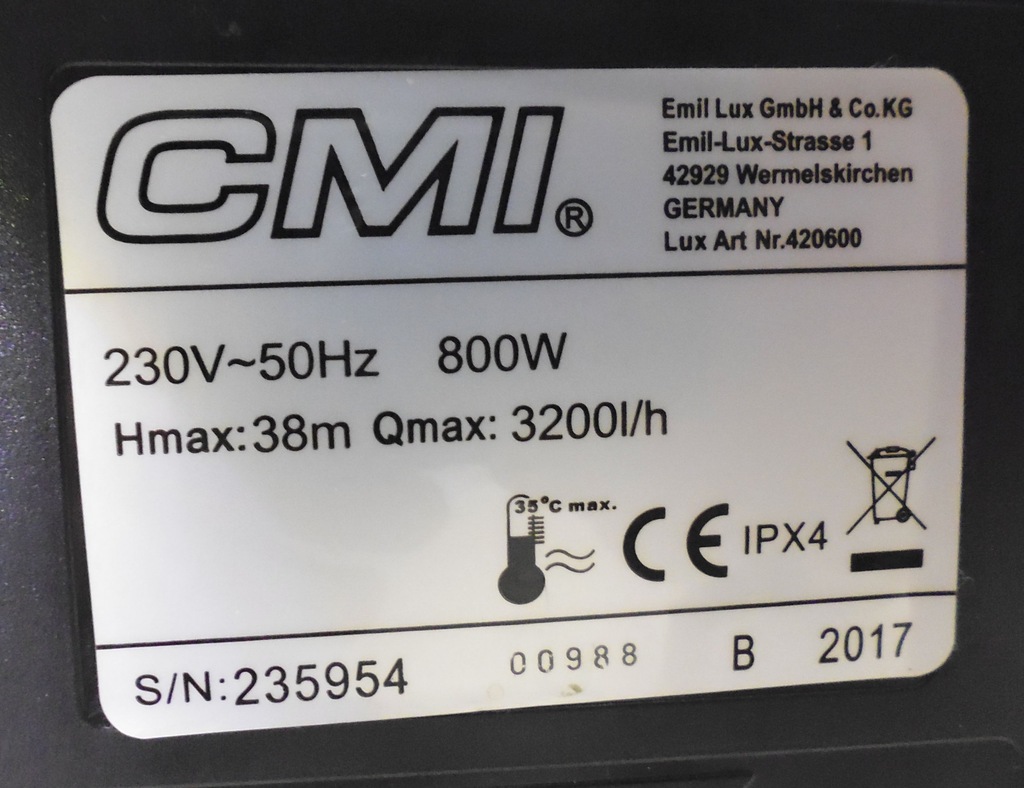 CMI®
Emil Lux GmbH & Co.KG
Emil-Lux-Strasse 1
42929 Wermelskirchen
GERMANY
Lux Art Nr.420600
230V~50Hz 800W
Hmax:38m Qmax: 3200l/h
35°C max.
CE IPX4
S/N:235954 00988 B 2017